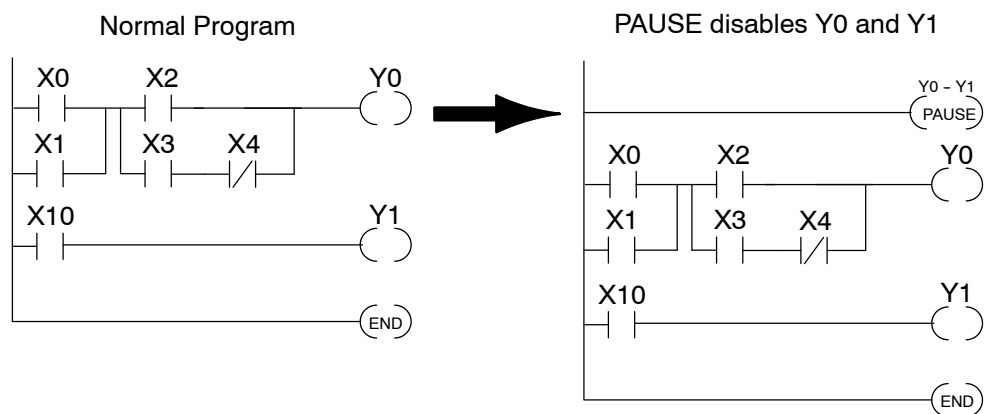 Normal Program
X0 X2 Y0
X1 X3 X4
X10 Y1
END
PAUSE disables Y0 and Y1
Y0 - Y1
PAUSE
X0 X2 Y0
X1 X3 X4
X10 Y1
END